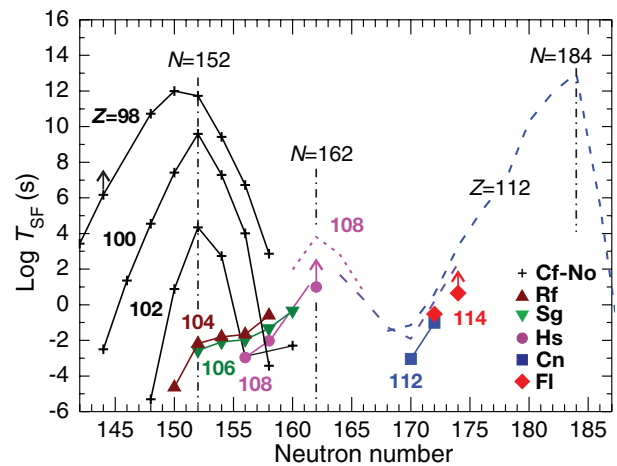 14
12
10
8
6
4
2
0
-2
-4
-6
Log T_SF (s)
N=152
N=184
Z=98
N=162
Z=112
100
108
102
104
106
108
112
114
Cf-No
Rf
Sg
Hs
Cn
Fl
145 150 155 160 165 170 175 180 185
Neutron number